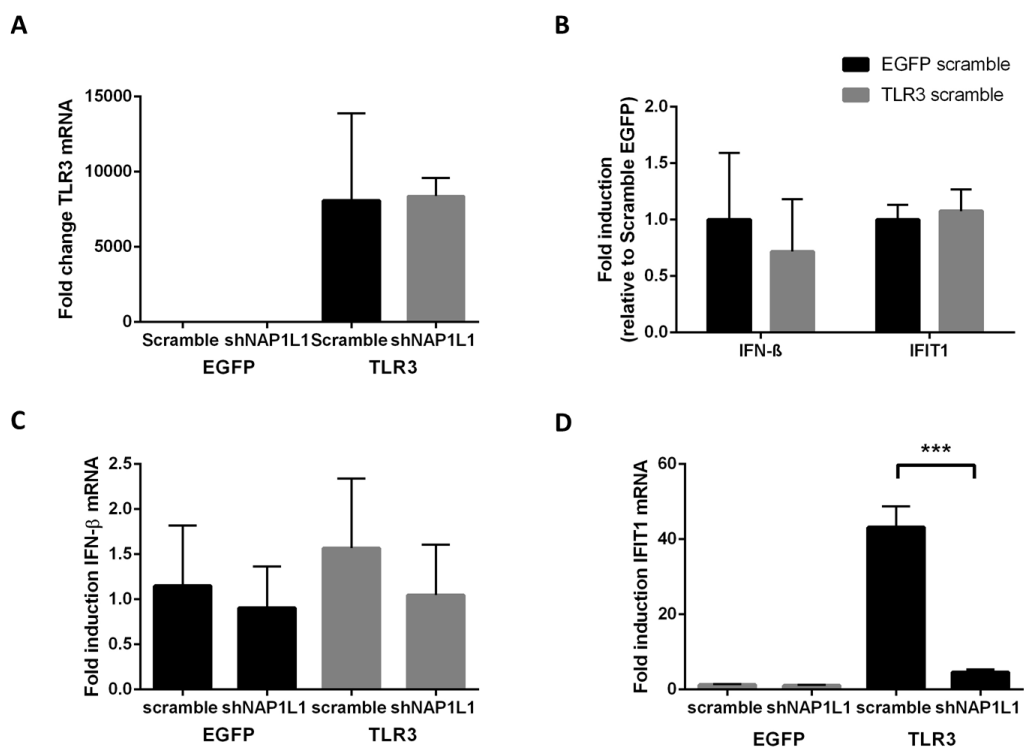 A
Fold change TLR3 mRNA
15000
10000
5000
0
Scramble shNAP1L1 Scramble shNAP1L1
EGFP TLR3
B
EGFP scramble
TLR3 scramble
Fold induction
(relative to Scramble EGFP)
2.0
1.5
1.0
0.5
0.0
IFN-ß IFIT1
C
Fold induction IFN-β mRNA
2.5
2.0
1.5
1.0
0.5
0.0
scramble shNAP1L1 scramble shNAP1L1
EGFP TLR3
D
Fold induction IFIT1 mRNA
60
40
20
0
***
scramble shNAP1L1 scramble shNAP1L1
EGFP TLR3